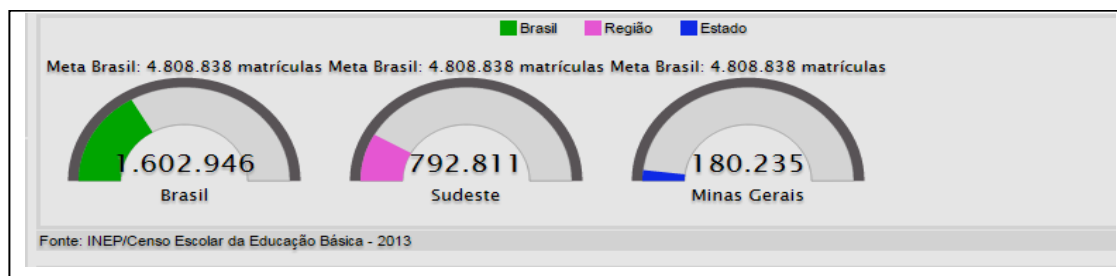 Brasil Região Estado
Meta Brasil: 4.808.838 matrículas Meta Brasil: 4.808.838 matrículas Meta Brasil: 4.808.838 matrículas
1.602.946 792.811 180.235
Brasil Sudeste Minas Gerais
Fonte: INEP/Censo Escolar da Educação Básica - 2013